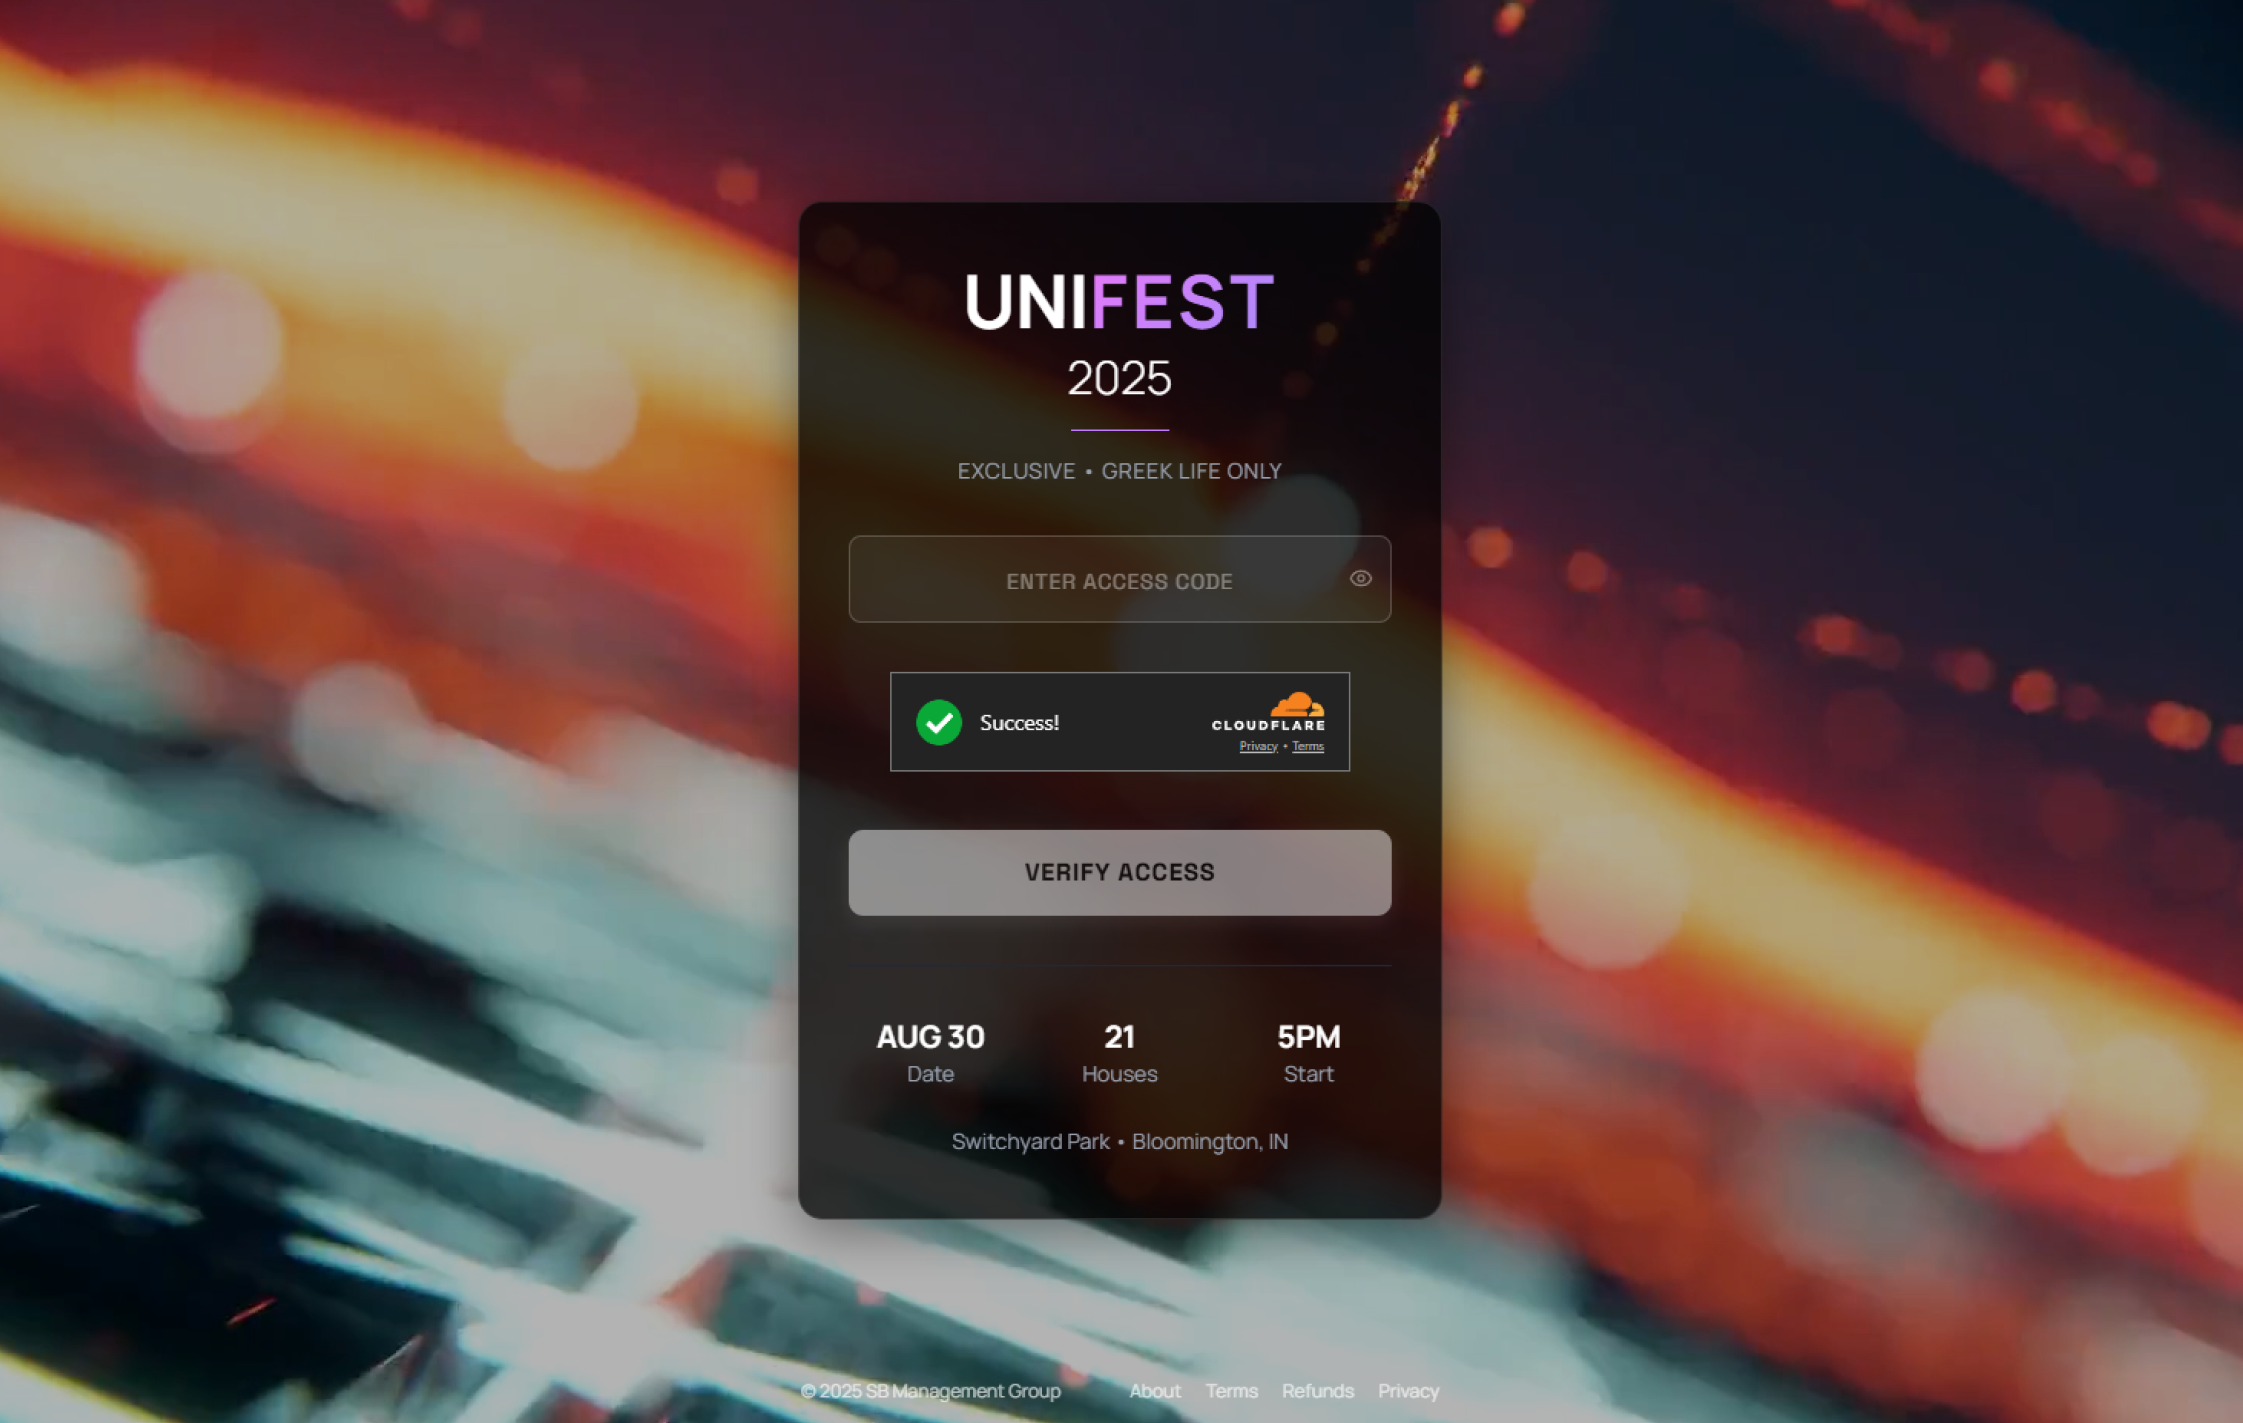 UNIFEST
2025
EXCLUSIVE • GREEK LIFE ONLY
ENTER ACCESS CODE
Success!
CLOUDFLARE
Privacy • Terms
VERIFY ACCESS
AUG 30
Date
21
Houses
5PM
Start
Switchyard Park • Bloomington, IN
© 2025 SB Management Group
About Terms Refunds Privacy